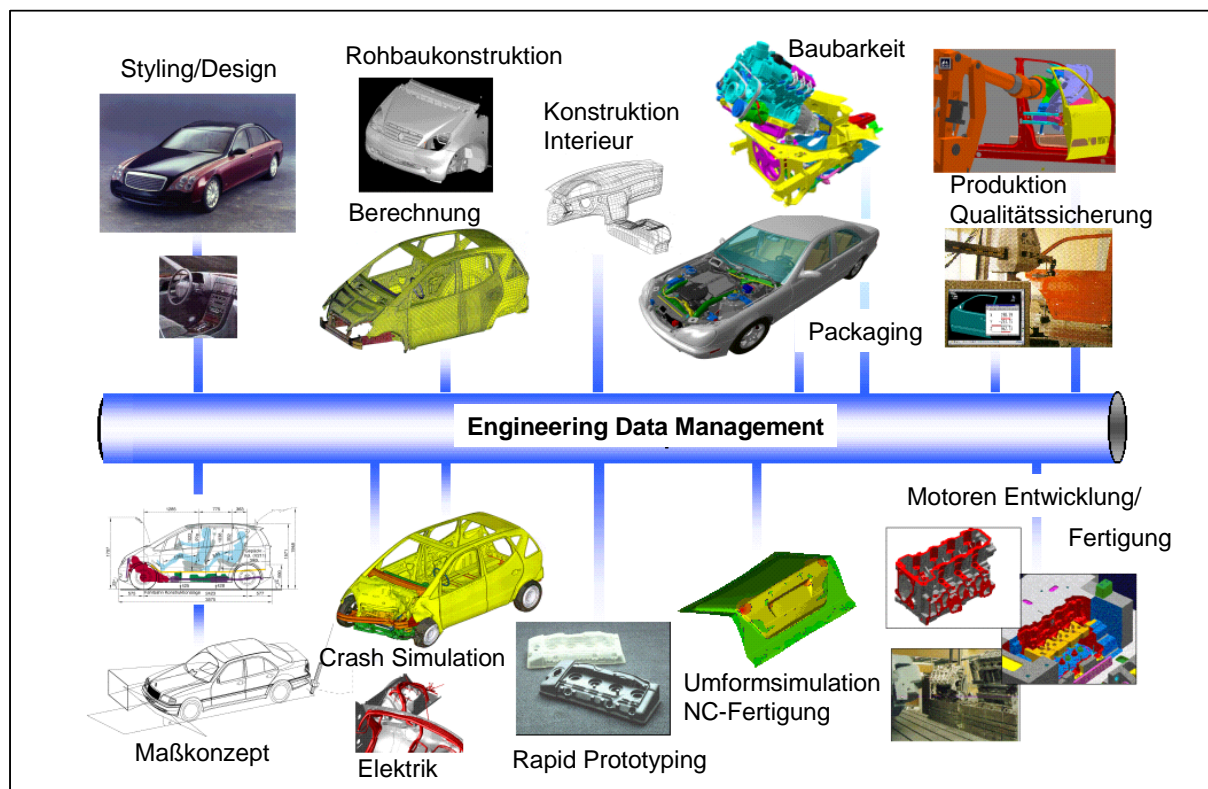 Styling/Design
Rohbaukonstruktion
Baubarkeit
Konstruktion
Interieur
Berechnung
Produktion
Qualitätssicherung
Packaging
Engineering Data Management
Motoren Entwicklung/
Fertigung
Crash Simulation
Umformsimulation
NC-Fertigung
Maßkonzept
Elektrik
Rapid Prototyping